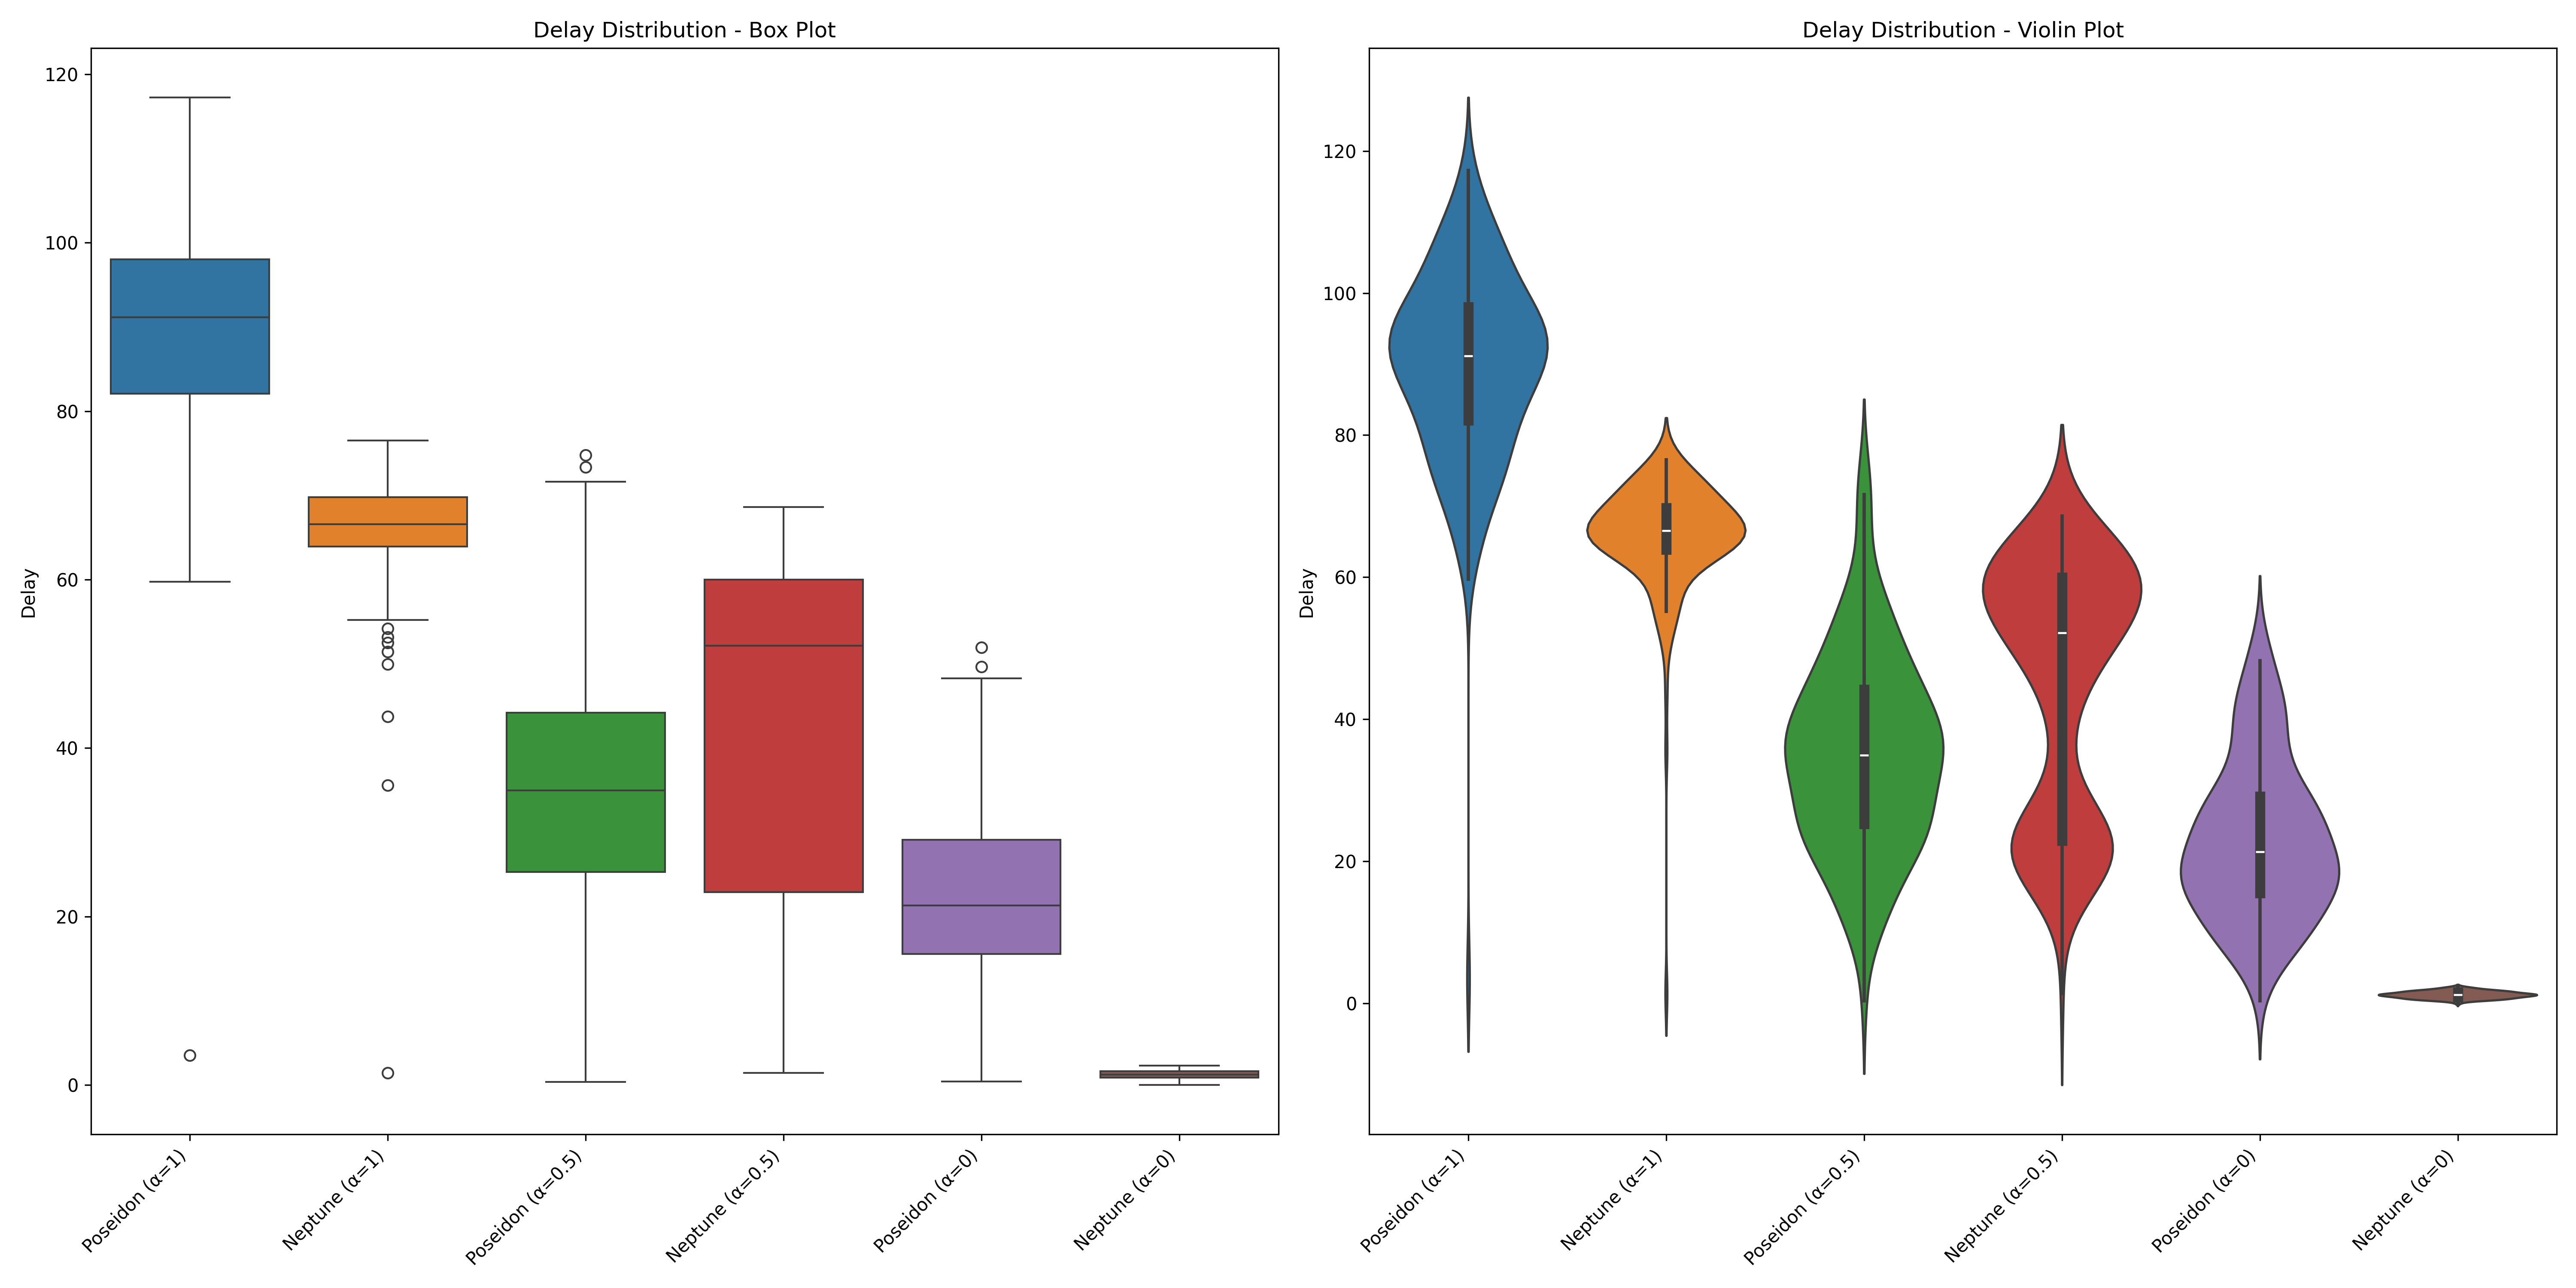 Delay Distribution - Box Plot
Delay
120
100
80
60
40
20
0
Poseidon (α=1)
Neptune (α=1)
Poseidon (α=0.5)
Neptune (α=0.5)
Poseidon (α=0)
Neptune (α=0)
Delay Distribution - Violin Plot
Delay
120
100
80
60
40
20
0
Poseidon (α=1)
Neptune (α=1)
Poseidon (α=0.5)
Neptune (α=0.5)
Poseidon (α=0)
Neptune (α=0)